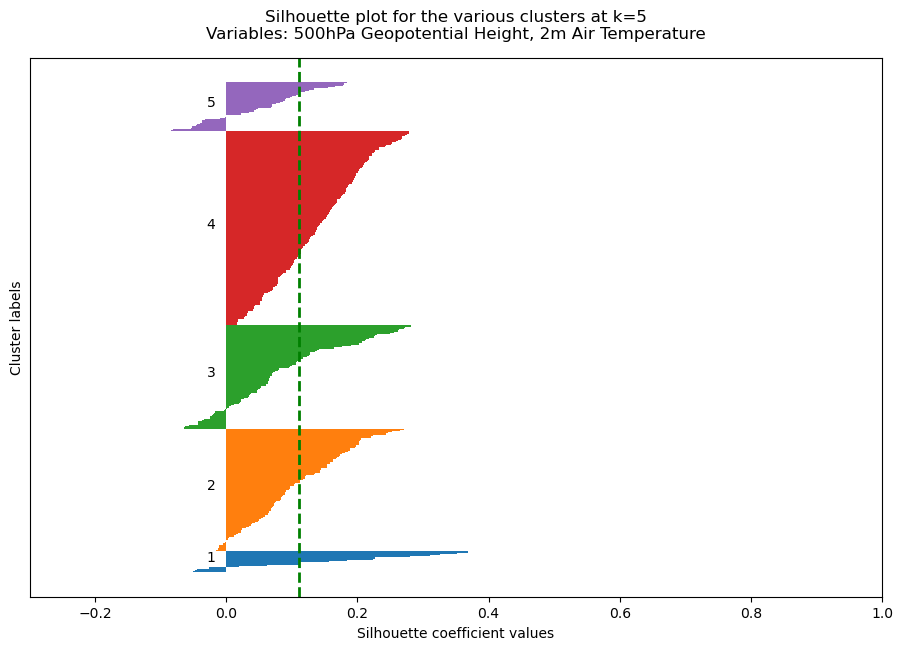 Silhouette plot for the various clusters at k=5
Variables: 500hPa Geopotential Height, 2m Air Temperature
5
4
3
2
1
Cluster labels
−0.2 0.0 0.2 0.4 0.6 0.8 1.0
Silhouette coefficient values